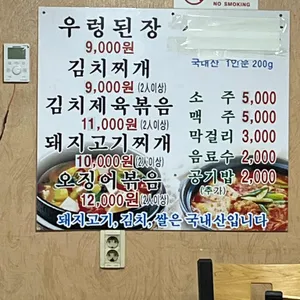 NO SMOKING
우렁된장
9,000원
김치찌개
9,000원 (2人이상)
김치제육볶음
11,000원 (2人이상)
돼지고기찌개
10,000원 (2人이상)
오징어볶음
12,000원 (2人이상)
국내산 1인분 200g
소주 5,000
맥주 5,000
막걸리 3,000
음료수 2,000
공기밥 2,000
(추가)
돼지고기, 김치, 쌀은 국내산입니다